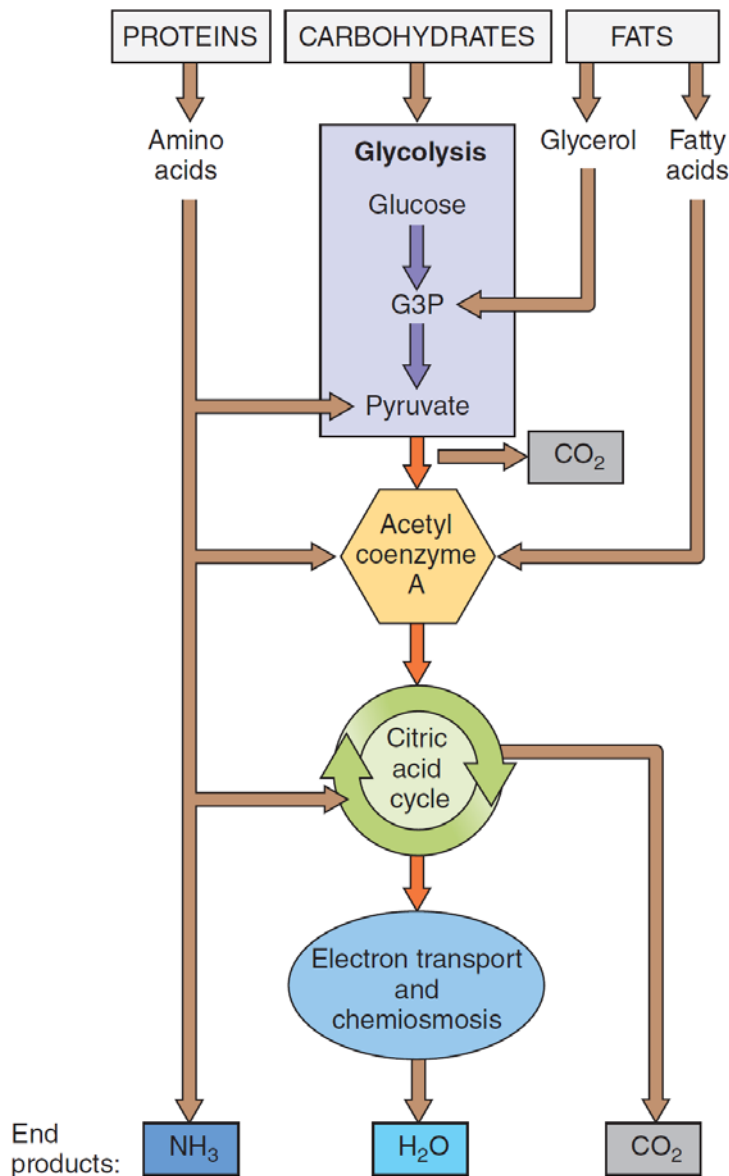 PROTEINS
CARBOHYDRATES
FATS
Amino
acids
Glycolysis
Glycerol
Fatty
acids
Glucose
G3P
Pyruvate
CO₂
Acetyl
coenzyme
A
Citric
acid
cycle
Electron transport
and
chemiosmosis
End
products:
NH₃
H₂O
CO₂